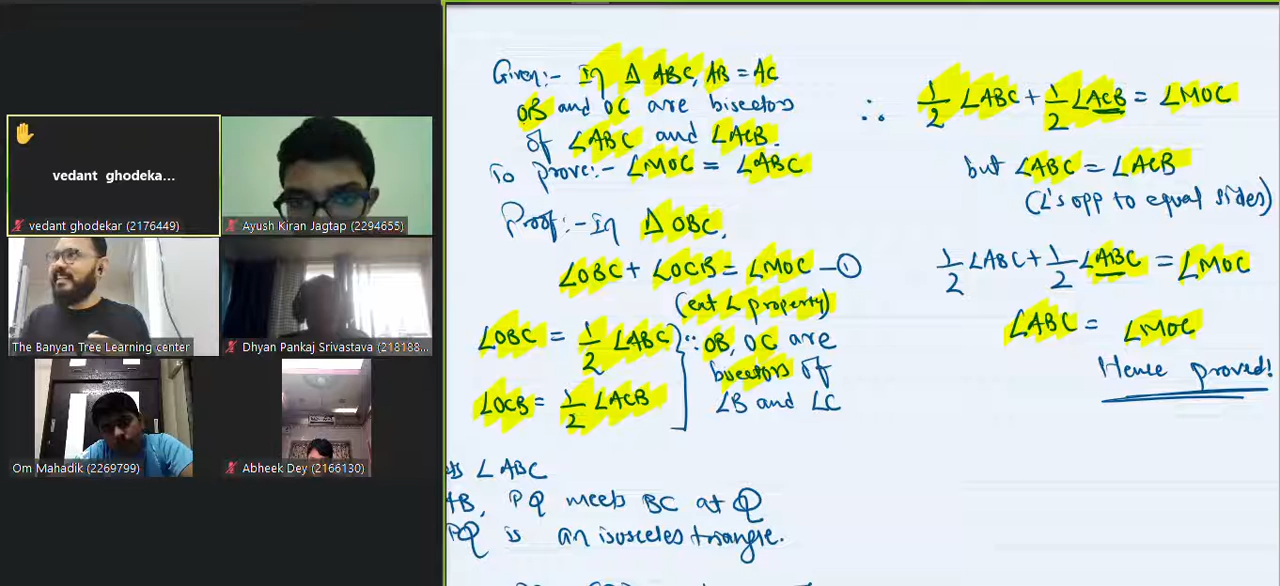 vedant ghodeka...
vedant ghodekar (2176449)
Ayush Kiran Jagtap (2294655)
The Banyan Tree Learning center
Dhyan Pankaj Srivastava (218188...
Om Mahadik (2269799)
Abheek Dey (2166130)
Given:- In Δ ABC, AB = AC
OB and OC are bisectors
of ∠ABC and ∠ACB.
To prove:- ∠MOC = ∠ABC
Proof:- In Δ OBC,
∠OBC + ∠OCB = ∠MOC - ①
(ext ∠ property)
∠OBC = 1/2 ∠ABC } ∵ OB, OC are
bisectors of
∠OCB = 1/2 ∠ACB
∠B and ∠C
∠ABC
AB, PQ meets BC at Q
PQ is an isosceles triangle.
∴ 1/2 ∠ABC + 1/2 ∠ACB = ∠MOC
but ∠ABC = ∠ACB
(∠'s opp to equal sides)
1/2 ∠ABC + 1/2 ∠ABC = ∠MOC
∠ABC = ∠MOC
Hence proved!